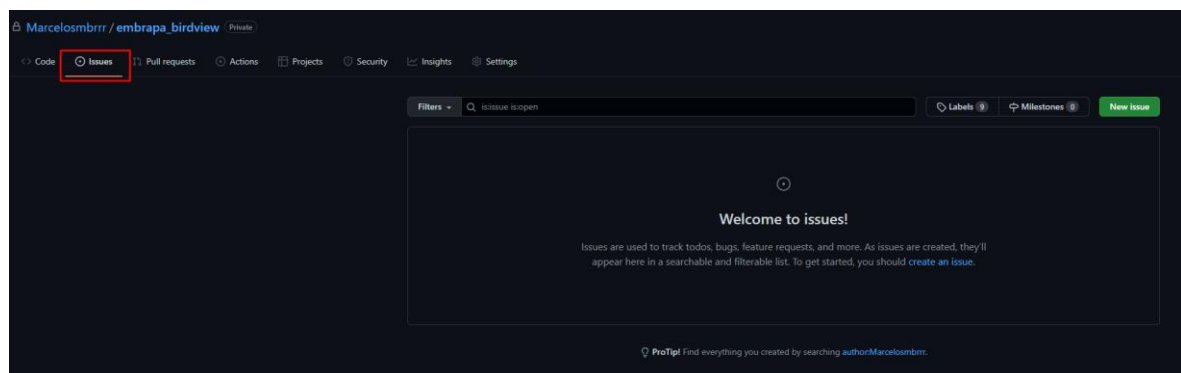 Marcelosmbrrr / embrapa_birdview Private
Code Issues Pull requests Actions Projects Security Insights Settings
Filters is:issue is:open Labels 9 Milestones 0 New issue
Welcome to issues!
Issues are used to track todos, bugs, feature requests, and more. As issues are created, they'll
appear here in a searchable and filterable list. To get started, you should create an issue.
ProTip! Find everything you created by searching author:Marcelosmbrrr.